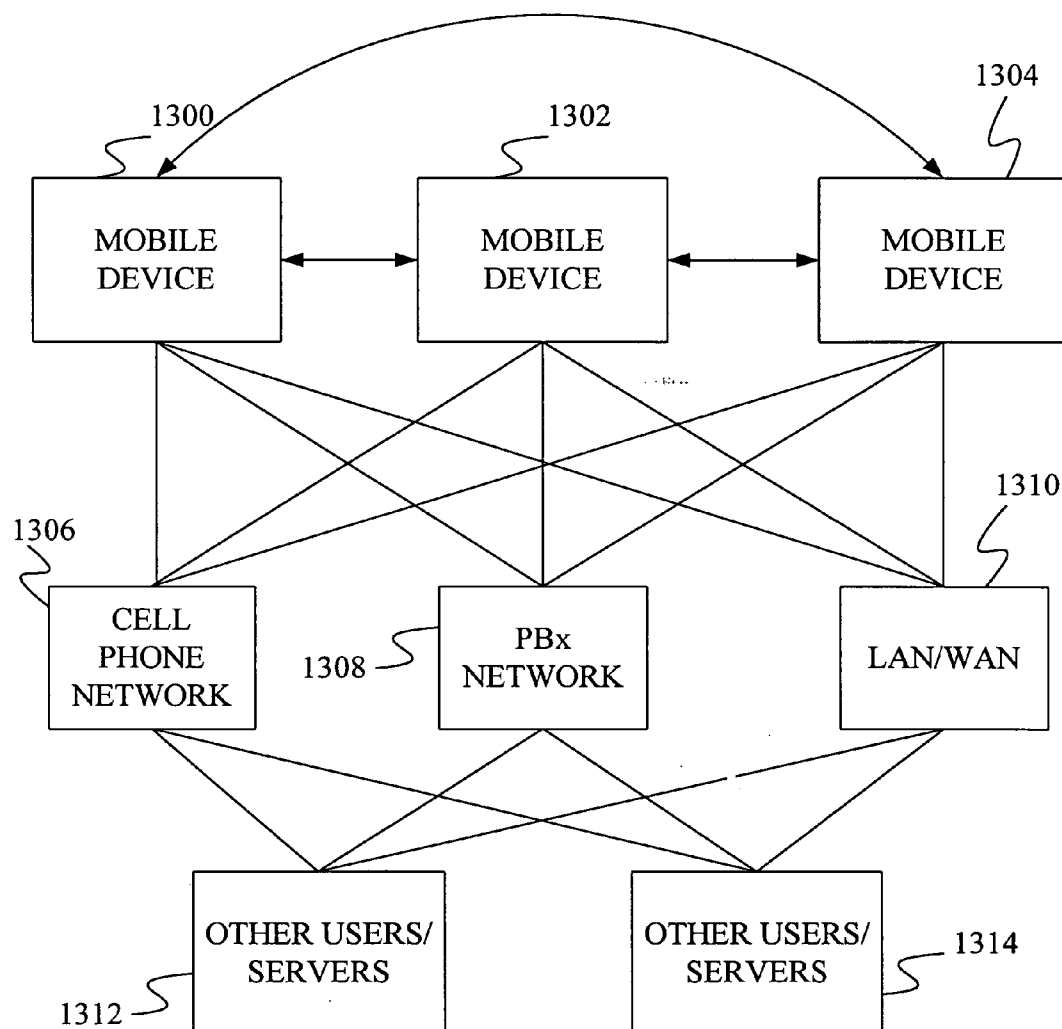 1304
1300
1302
MOBILE
DEVICE
MOBILE
DEVICE
MOBILE
DEVICE
1310
1306
CELL
PHONE
NETWORK
PBx
NETWORK
LAN/WAN
1308
OTHER USERS/
SERVERS
OTHER USERS/
SERVERS
1314
1312